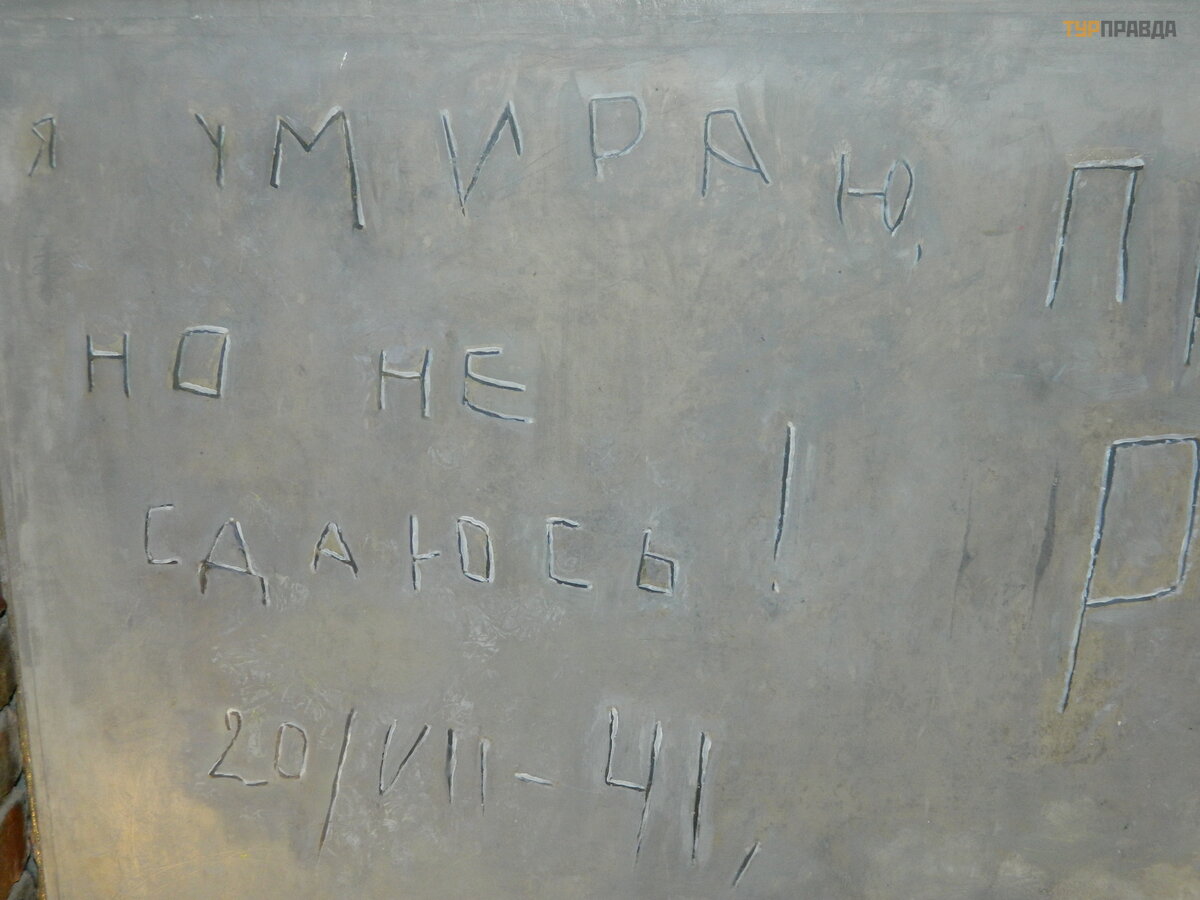 ТУРПРАВДА
Я УМИРАЮ,
НО НЕ
СДАЮСЬ!
20/VII-41,
П
Р